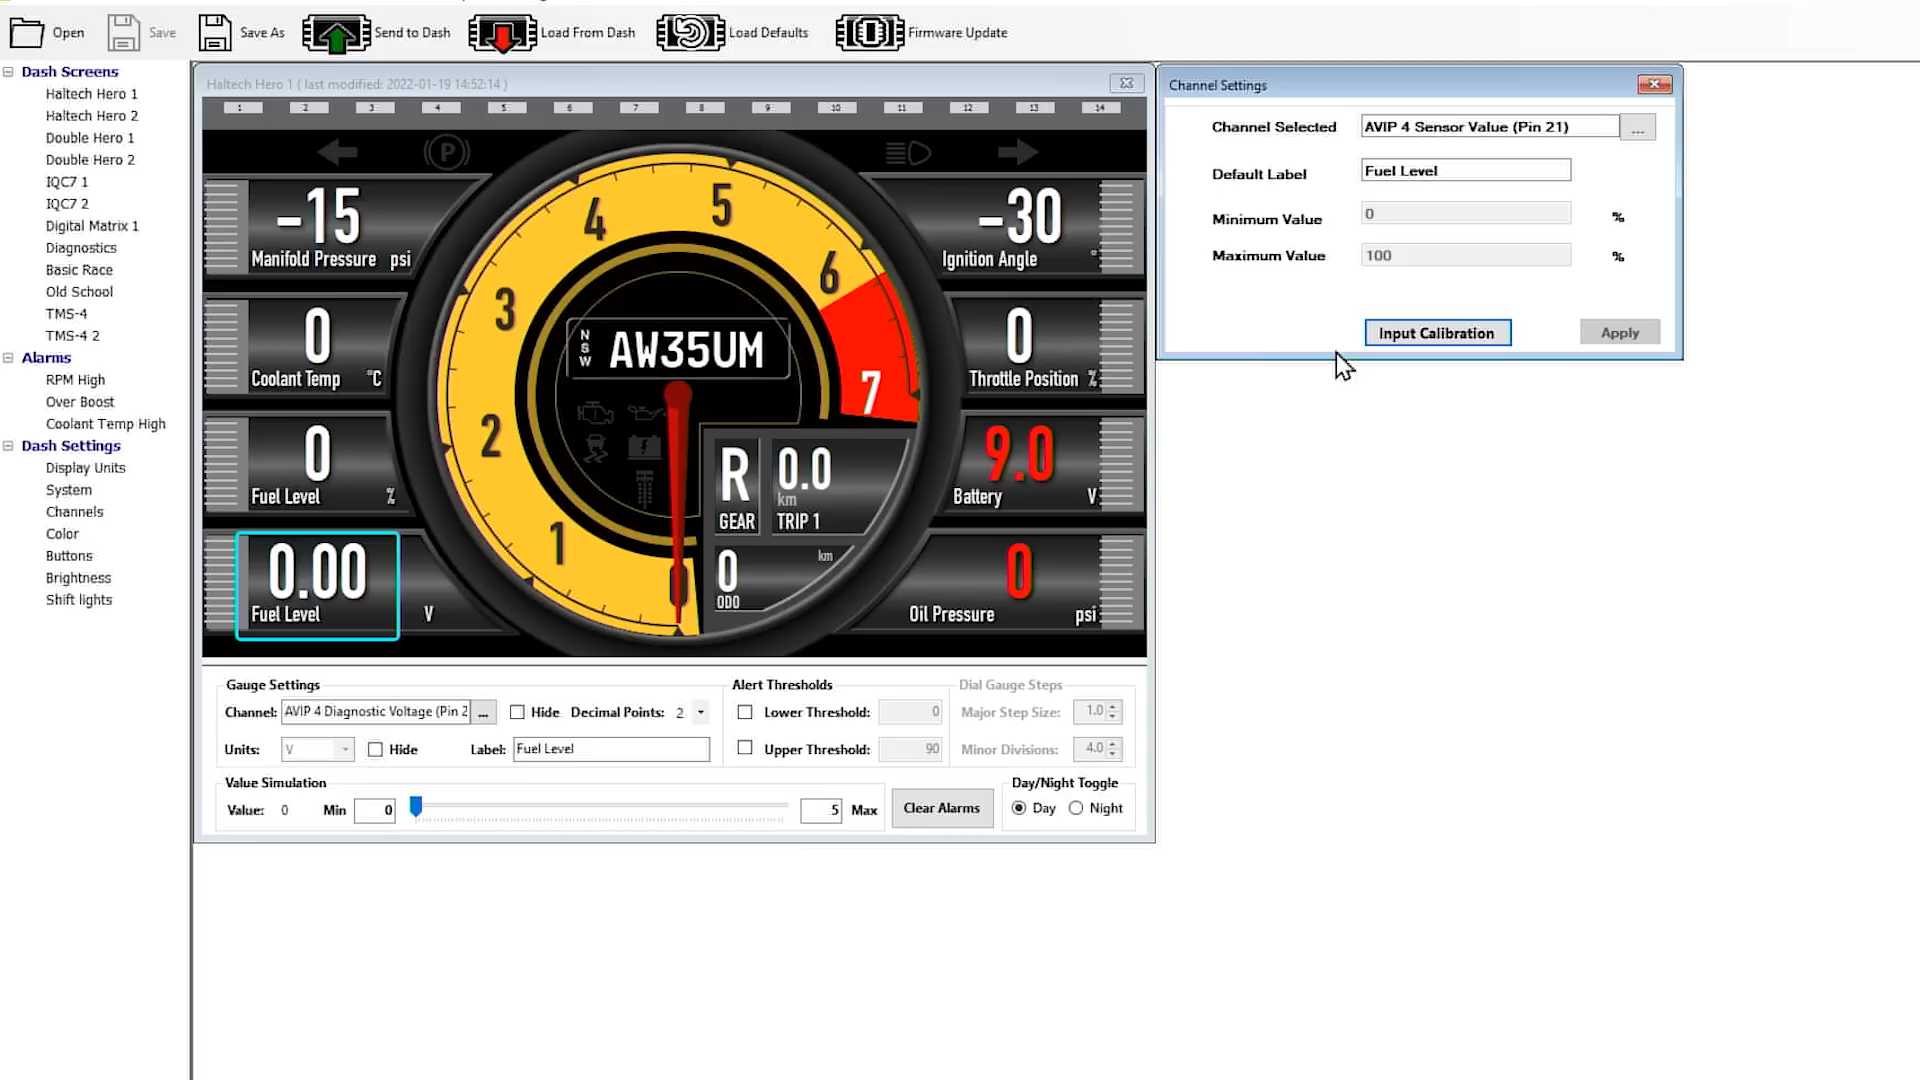 Open
Save
Save As
Send to Dash
Load From Dash
Load Defaults
Firmware Update
Dash Screens
Haltech Hero 1
Haltech Hero 2
Double Hero 1
Double Hero 2
IQC7 1
IQC7 2
Digital Matrix 1
Diagnostics
Basic Race
Old School
TMS-4
TMS-4 2
Alarms
RPM High
Over Boost
Coolant Temp High
Dash Settings
Display Units
System
Channels
Color
Buttons
Brightness
Shift lights
Haltech Hero 1 ( last modified: 2022-01-19 14:52:14 )
1 2 3 4 5 6 7 8 9 10 11 12 13 14
P
-15
Manifold Pressure psi
0
Coolant Temp °C
0
Fuel Level %
0.00
Fuel Level V
0
1
2
3
4
5
6
7
NSW AW35UM
R
GEAR
0.0
km
TRIP 1
0 km
ODO
-30
Ignition Angle °
0
Throttle Position %
9.0
Battery V
0
Oil Pressure psi
Gauge Settings
Channel: AVIP 4 Diagnostic Voltage (Pin 2 ... Hide Decimal Points: 2
Units: V Hide Label: Fuel Level
Alert Thresholds
Lower Threshold: 0
Upper Threshold: 90
Dial Gauge Steps
Major Step Size: 1.0
Minor Divisions: 4.0
Value Simulation
Value: 0 Min 0 5 Max
Clear Alarms
Day/Night Toggle
Day Night
Channel Settings
Channel Selected AVIP 4 Sensor Value (Pin 21) ...
Default Label Fuel Level
Minimum Value 0 %
Maximum Value 100 %
Input Calibration Apply